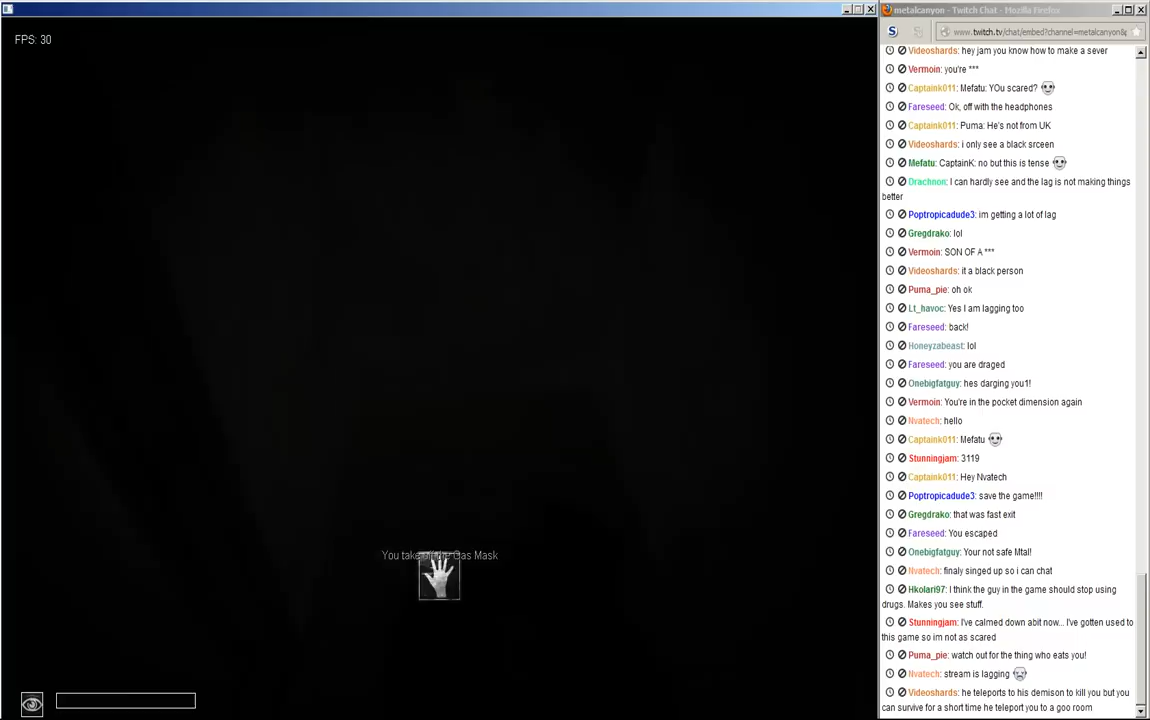 FPS: 30
You take off the Gas Mask
metalcanyon - Twitch Chat - Mozilla Firefox
www.twitch.tv/chat/embed?channel=metalcanyon&
Videoshards: hey jam you know how to make a sever
Vermoin: you're ***
Captaink011: Mefatu: YOu scared?
Fareseed: Ok, off with the headphones
Captaink011: Puma: He's not from UK
Videoshards: i only see a black srceen
Mefatu: CaptainK: no but this is tense
Drachnon: I can hardly see and the lag is not making things
better
Poptropicadude3: im getting a lot of lag
Gregdrako: lol
Vermoin: SON OF A ***
Videoshards: it a black person
Puma_pie: oh ok
Lt_havoc: Yes I am lagging too
Fareseed: back!
Honeyzabeast: lol
Fareseed: you are draged
Onebigfatguy: hes darging you1!
Vermoin: You're in the pocket dimension again
Nvatech: hello
Captaink011: Mefatu
Stunningjam: 3119
Captaink011: Hey Nvatech
Poptropicadude3: save the game!!!!
Gregdrako: that was fast exit
Fareseed: You escaped
Onebigfatguy: Your not safe Mtal!
Nvatech: finaly singed up so i can chat
Hkolari97: I think the guy in the game should stop using
drugs. Makes you see stuff.
Stunningjam: I've calmed down abit now... I've gotten used to
this game so im not as scared
Puma_pie: watch out for the thing who eats you!
Nvatech: stream is lagging
Videoshards: he teleports to his demison to kill you but you
can survive for a short time he teleport you to a goo room